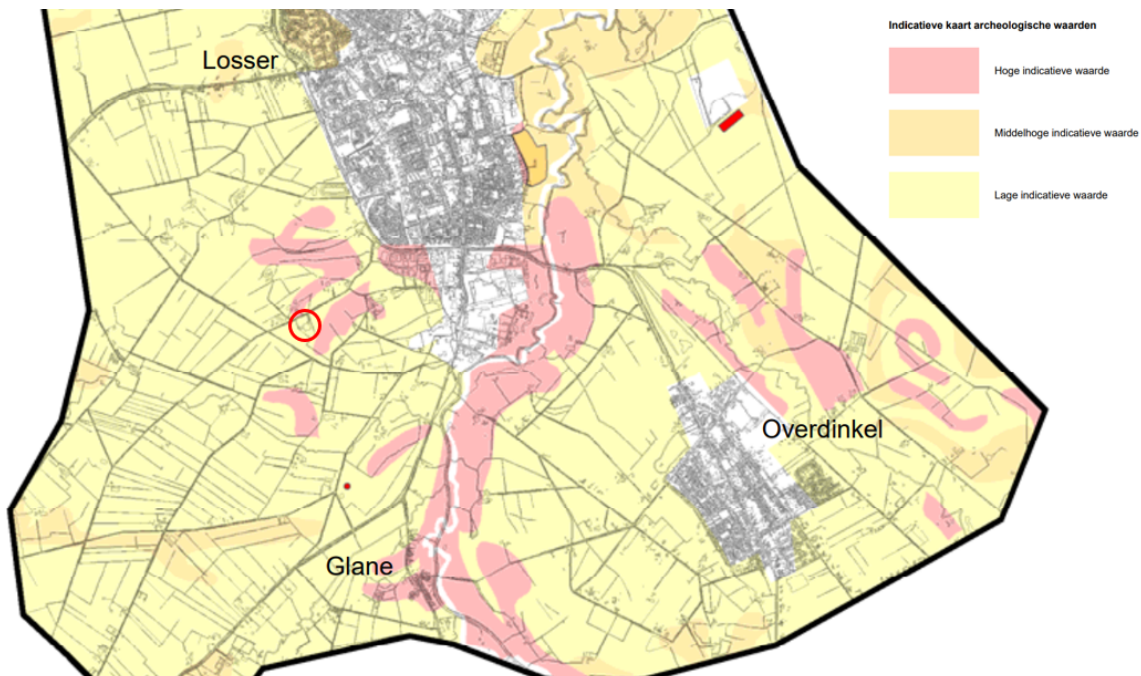 Indicatieve kaart archeologische waarden
Losser
Hoge indicatieve waarde
Middelhoge indicatieve waarde
Lage indicatieve waarde
Overdinkel
Glane